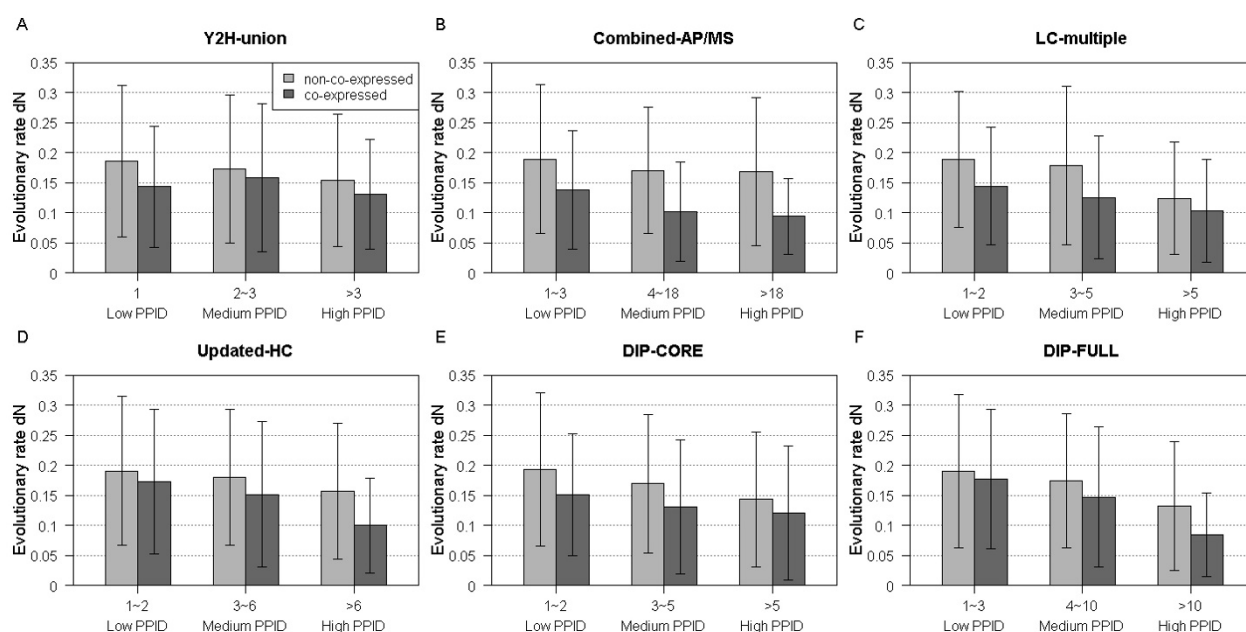 A
Y2H-union
Evolutionary rate dN
0.35
0.3
0.25
0.2
0.15
0.1
0.05
0
non-co-expressed
co-expressed
1
2~3
>3
Low PPID
Medium PPID
High PPID
B
Combined-AP/MS
Evolutionary rate dN
0.35
0.3
0.25
0.2
0.15
0.1
0.05
0
1~3
4~18
>18
Low PPID
Medium PPID
High PPID
C
LC-multiple
Evolutionary rate dN
0.35
0.3
0.25
0.2
0.15
0.1
0.05
0
1~2
3~5
>5
Low PPID
Medium PPID
High PPID
D
Updated-HC
Evolutionary rate dN
0.35
0.3
0.25
0.2
0.15
0.1
0.05
0
1~2
3~6
>6
Low PPID
Medium PPID
High PPID
E
DIP-CORE
Evolutionary rate dN
0.35
0.3
0.25
0.2
0.15
0.1
0.05
0
1~2
3~5
>5
Low PPID
Medium PPID
High PPID
F
DIP-FULL
Evolutionary rate dN
0.35
0.3
0.25
0.2
0.15
0.1
0.05
0
1~3
4~10
>10
Low PPID
Medium PPID
High PPID